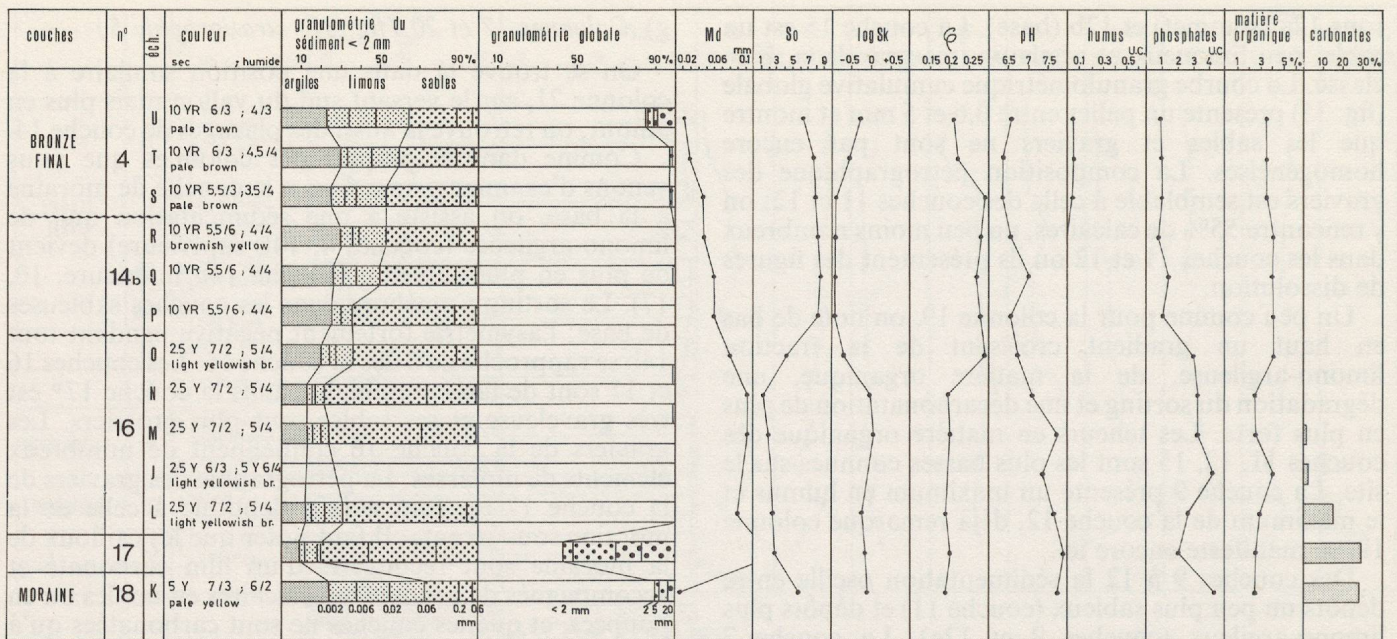 couches n° éch. couleur granulométrie du sédiment < 2 mm granulométrie globale Md So logSk pH humus phosphates matière organique Carbonates
sec , humide 10 50 90% 10 50 90% 0.02 0.06 0.1 mm 1 3 5 7 9 -0.5 0 +0.5 0.15 0.25 0.5 6.5 7.5 8.5 0.1 0.3 0.5 U.C. 1 2 3 4 U.C. 1 3 5% 10 20 30%
argiles limons sables
BRONZE FINAL 4
U 10 YR 6/3 , 4/3
pale brown
T 10 YR 6/3 , 4,5/4
pale brown
S 10 YR 5,5/3 , 3.5/4
pale brown
14b
R 10 YR 5,5/6 , 4/4
brownish yellow
Q 10 YR 5,5/6 , 4/4
P 10 YR 5,5/6 , 4/4
16
O 2.5 Y 7/2 , 5/4
light yellowish br.
N 2,5 Y 7/2 , 5/4
M 2,5 Y 7/2 , 5/4
J 2,5 Y 6/3 , 5 Y 6/4
light yellowish br.
L 2,5 Y 7/2 , 5/4
light yellowish br.
17
MORAINE 18 K 5 Y 7/3 , 6/2
pale yellow
0.002 0.006 0.02 0.06 0.2 0.6 mm
< 2 mm 2 5 20 mm